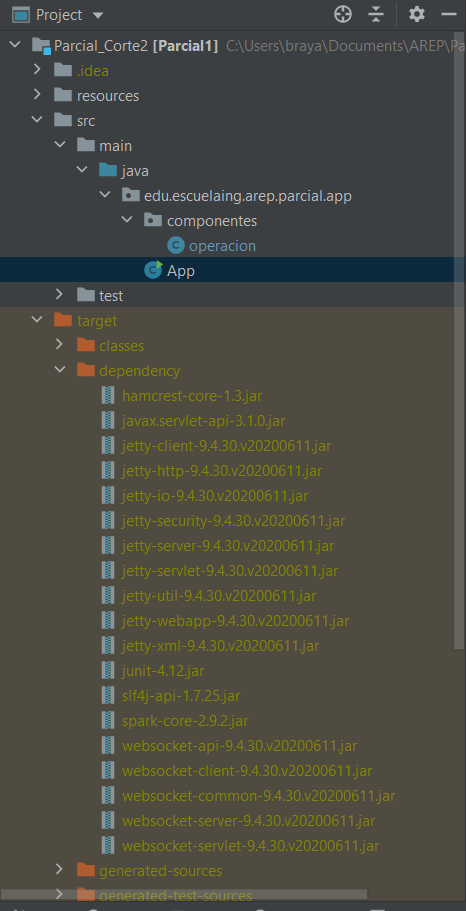 Project
Parcial_Corte2 [Parcial1] C:\Users\braya\Documents\AREP\Pa
.idea
resources
src
main
java
edu.escuelaing.arep.parcial.app
componentes
operacion
App
test
target
classes
dependency
hamcrest-core-1.3.jar
javax.servlet-api-3.1.0.jar
jetty-client-9.4.30.v20200611.jar
jetty-http-9.4.30.v20200611.jar
jetty-io-9.4.30.v20200611.jar
jetty-security-9.4.30.v20200611.jar
jetty-server-9.4.30.v20200611.jar
jetty-servlet-9.4.30.v20200611.jar
jetty-util-9.4.30.v20200611.jar
jetty-webapp-9.4.30.v20200611.jar
jetty-xml-9.4.30.v20200611.jar
junit-4.12.jar
slf4j-api-1.7.25.jar
spark-core-2.9.2.jar
websocket-api-9.4.30.v20200611.jar
websocket-client-9.4.30.v20200611.jar
websocket-common-9.4.30.v20200611.jar
websocket-server-9.4.30.v20200611.jar
websocket-servlet-9.4.30.v20200611.jar
generated-sources
generated-test-sources